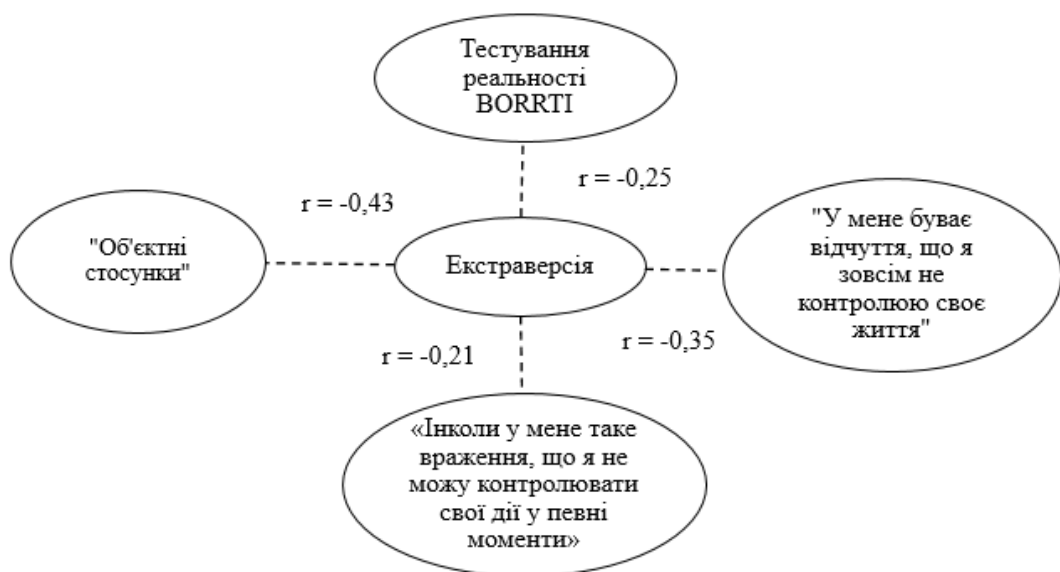 Тестування
реальності
BORRTI
r = -0,43
r = -0,25
"Об'єктні
стосунки"
Екстраверсія
"У мене буває
відчуття, що я
зовсім не
контролюю своє
життя"
r = -0,21
r = -0,35
«Інколи у мене таке
враження, що я не
можу контролювати
свої дії у певні
моменти»